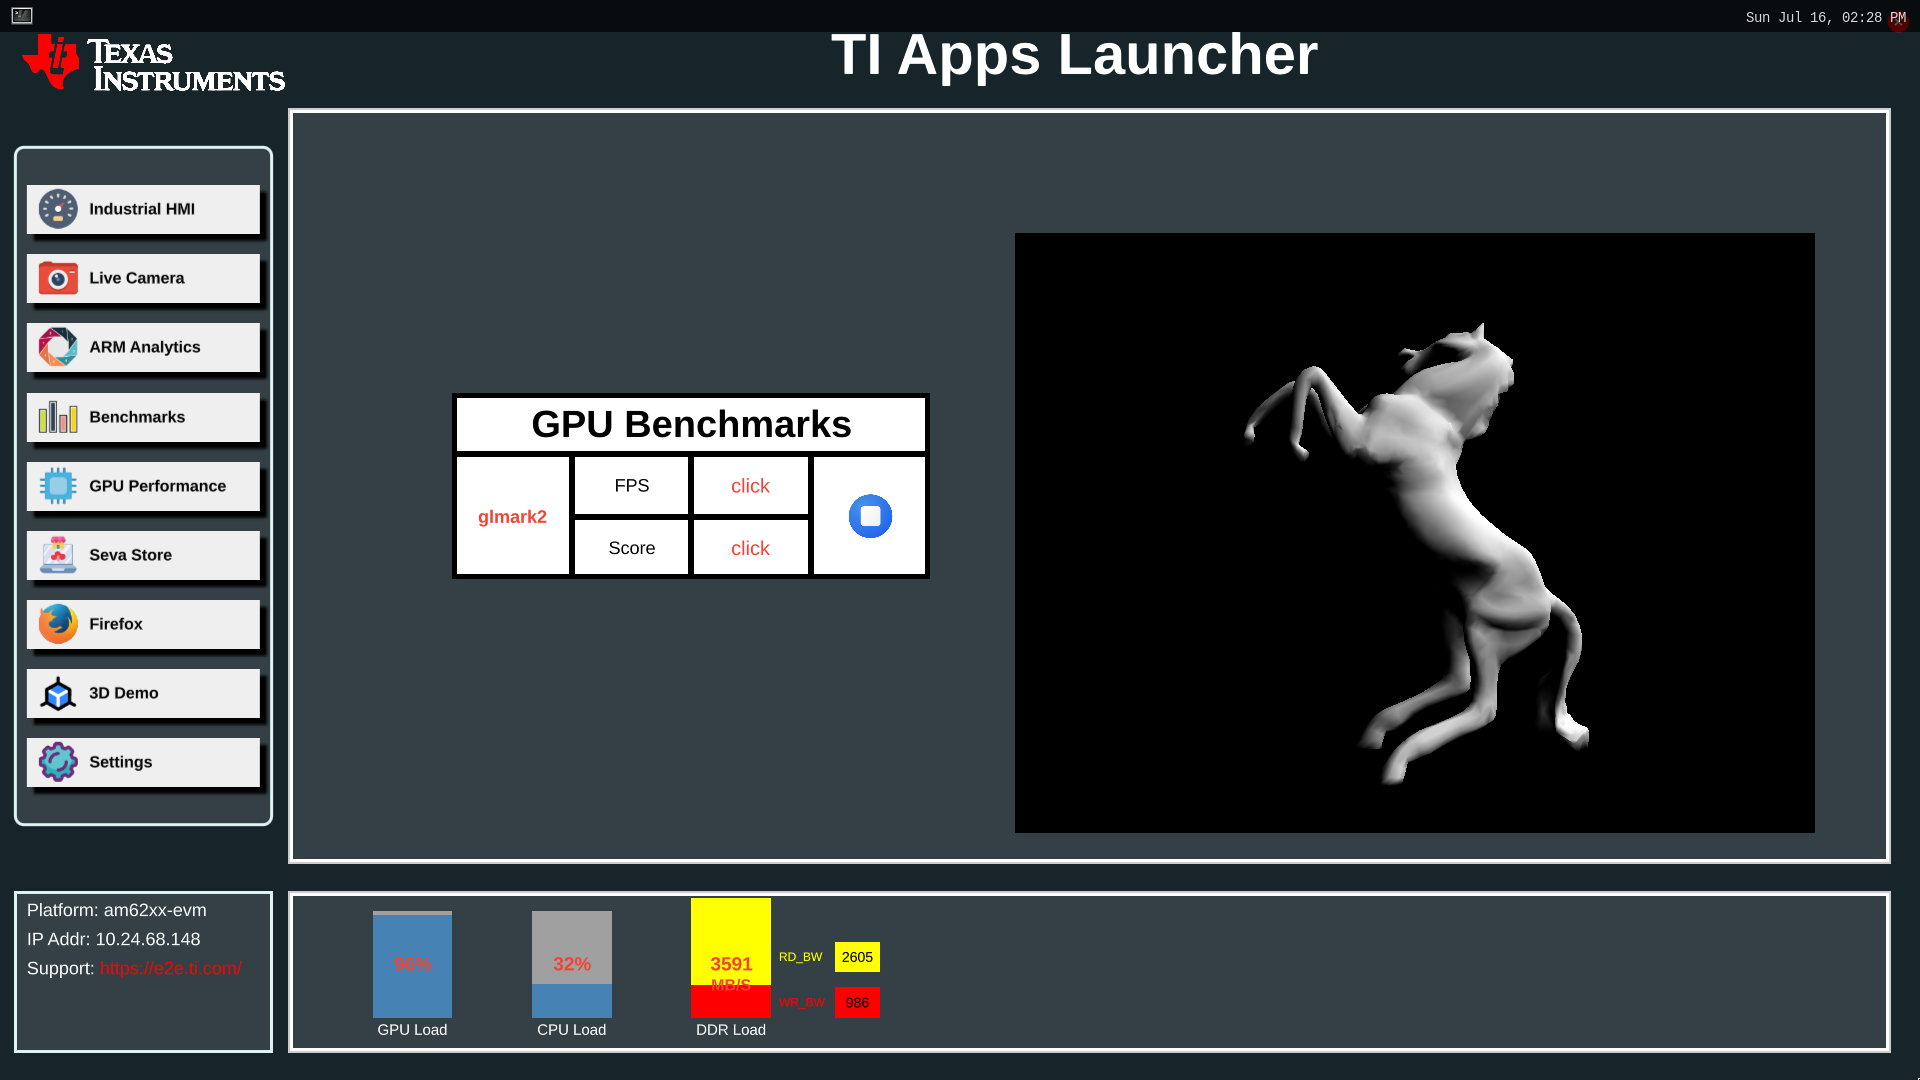 Sun Jul 16, 02:28 PM
TEXAS
INSTRUMENTS
TI Apps Launcher
Industrial HMI
Live Camera
ARM Analytics
Benchmarks
GPU Performance
Seva Store
Firefox
3D Demo
Settings
GPU Benchmarks
glmark2
FPS
click
Score
click
Platform: am62xx-evm
IP Addr: 10.24.68.148
Support: https://e2e.ti.com/
96%
GPU Load
32%
CPU Load
3591
MB/S
DDR Load
RD_BW 2605
WR_BW 986